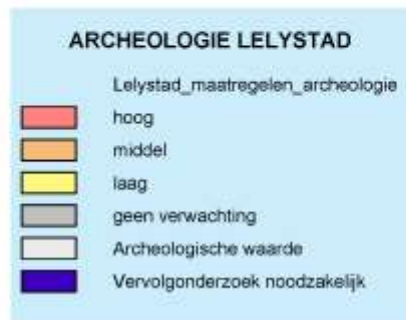 ARCHEOLOGIE LELYSTAD
Lelystad_maatregelen_archeologie
hoog
middel
laag
geen verwachting
Archeologische waarde
Vervolgonderzoek noodzakelijk